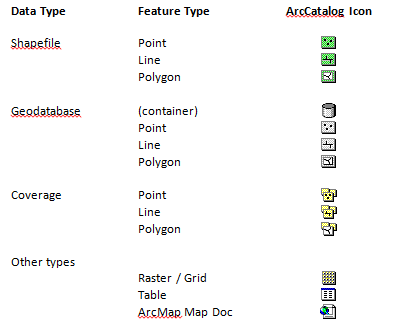 Data Type Feature Type ArcCatalog Icon
Shapefile Point
Line
Polygon
Geodatabase (container)
Point
Line
Polygon
Coverage Point
Line
Polygon
Other types
Raster / Grid
Table
ArcMap Map Doc